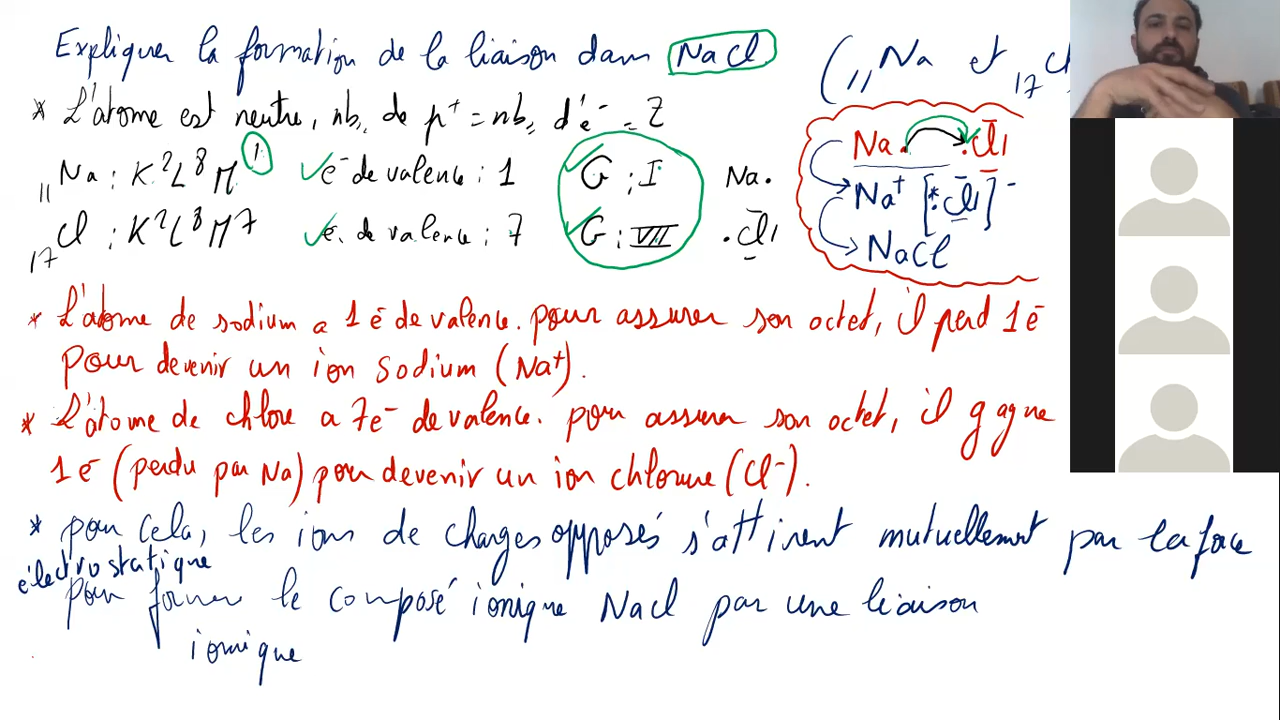 Expliquer la formation de la liaison dans NaCl (₁₁Na et ₁₇Cl
* L'atome est neutre, nb. de p⁺ = nb. d'é⁻ = Z
₁₁Na : K²L⁸M¹ é de valence : 1 G : I Na•
₁₇Cl : K²L⁸M⁷ é. de valence : 7 G : VII •Cl
Na• •Cl
Na⁺ [*•Cl]⁻
NaCl
* L'atome de sodium a 1 é de valence. pour assurer son octet, il perd 1 é
pour devenir un ion sodium (Na⁺).
* L'atome de chlore a 7é⁻ de valence. pour assurer son octet, il gagne
1 é (perdu par Na) pour devenir un ion chlorure (Cl⁻).
* pour cela, les ions de charges opposés s'attirent mutuellement par la force
électrostatique
pour former le composé ionique NaCl par une liaison
ionique